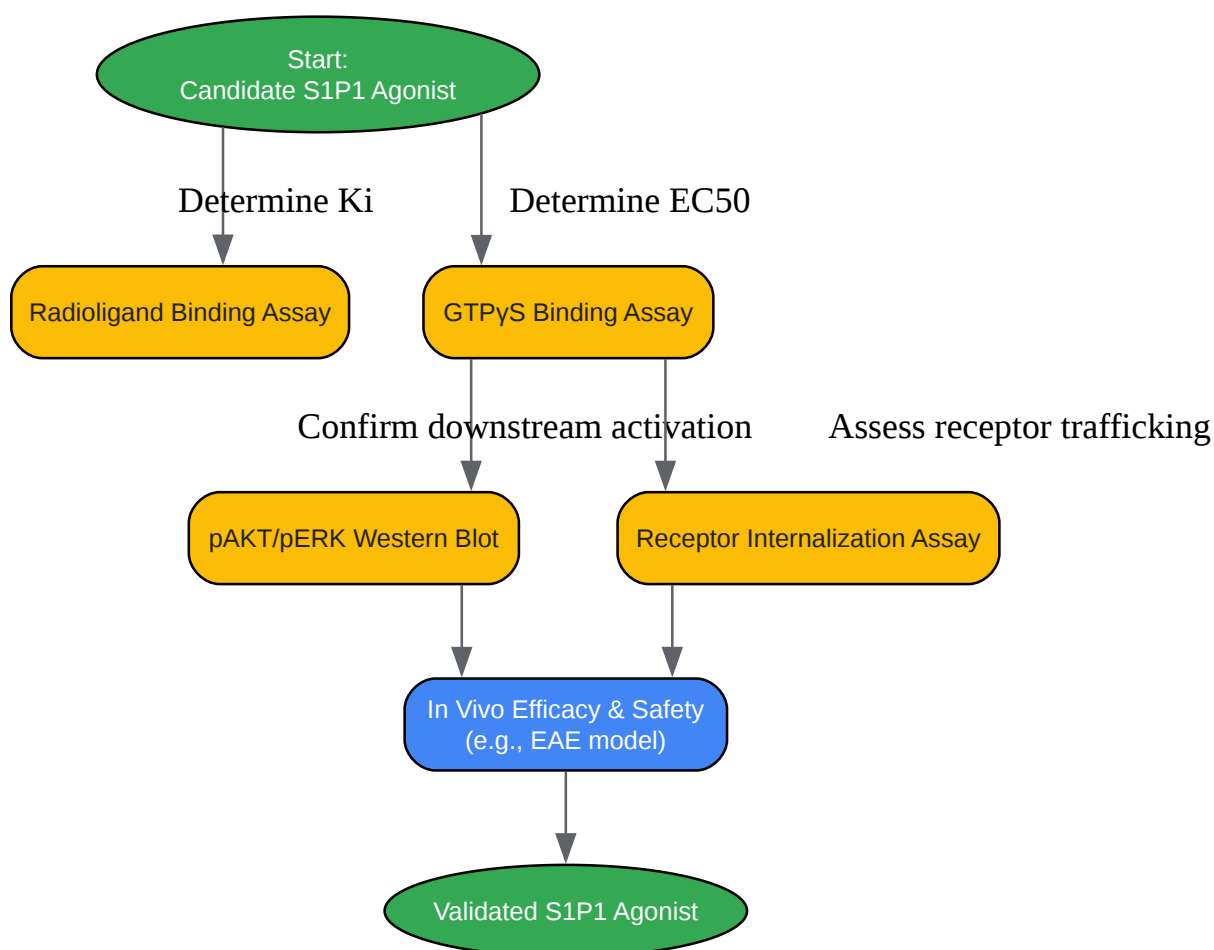 Start:
Candidate S1P1 Agonist
Determine Ki
Determine EC50
Radioligand Binding Assay
GTPγS Binding Assay
Confirm downstream activation
Assess receptor trafficking
pAKT/pERK Western Blot
Receptor Internalization Assay
In Vivo Efficacy & Safety
(e.g., EAE model)
Validated S1P1 Agonist